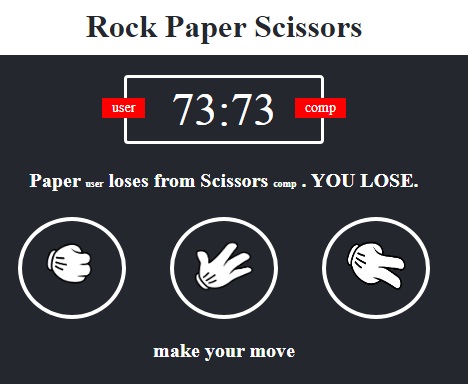 Rock Paper Scissors
user 73:73 comp
Paper user loses from Scissors comp . YOU LOSE.
make your move